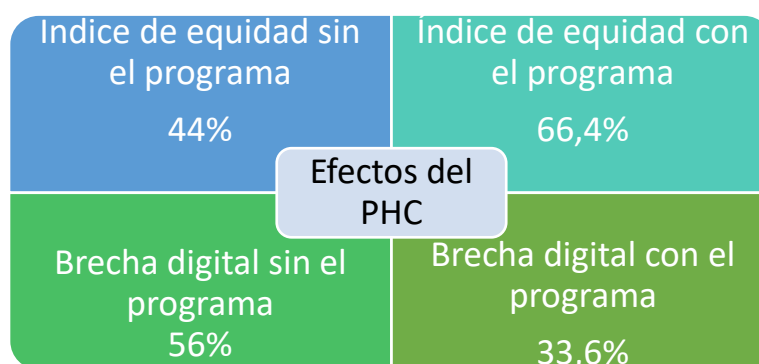 Indice de equidad sin
el programa
44%
Índice de equidad con
el programa
66,4%
Efectos del
PHC
Brecha digital sin el
programa
56%
Brecha digital con el
programa
33,6%